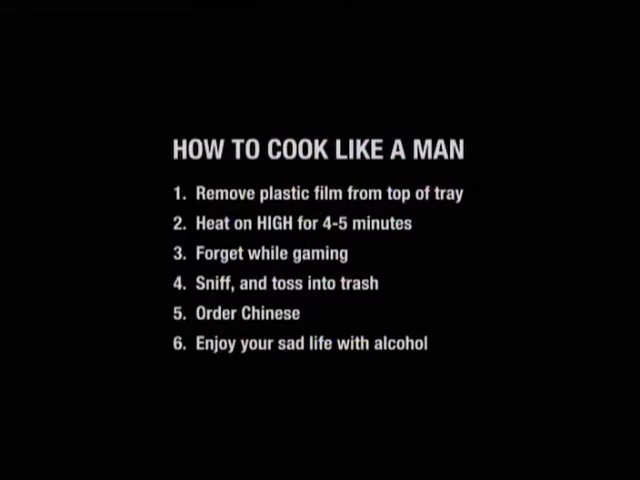 HOW TO COOK LIKE A MAN
1. Remove plastic film from top of tray
2. Heat on HIGH for 4-5 minutes
3. Forget while gaming
4. Sniff, and toss into trash
5. Order Chinese
6. Enjoy your sad life with alcohol